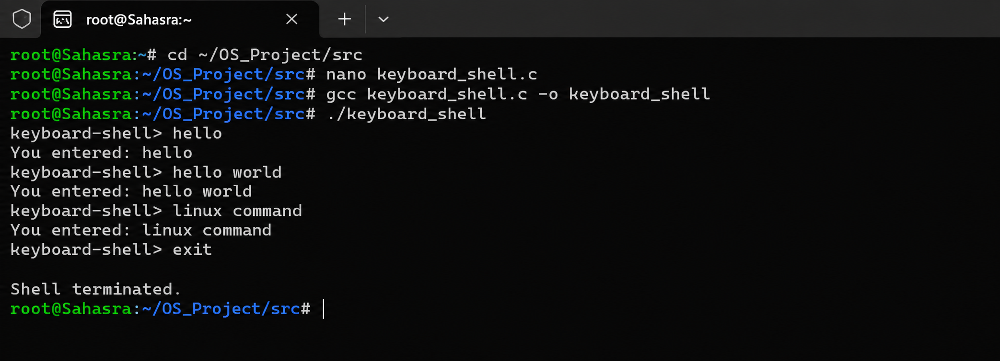 root@Sahasra:~
root@Sahasra:~# cd ~/OS_Project/src
root@Sahasra:~/OS_Project/src# nano keyboard_shell.c
root@Sahasra:~/OS_Project/src# gcc keyboard_shell.c -o keyboard_shell
root@Sahasra:~/OS_Project/src# ./keyboard_shell
keyboard-shell> hello
You entered: hello
keyboard-shell> hello world
You entered: hello world
keyboard-shell> linux command
You entered: linux command
keyboard-shell> exit
Shell terminated.
root@Sahasra:~/OS_Project/src#